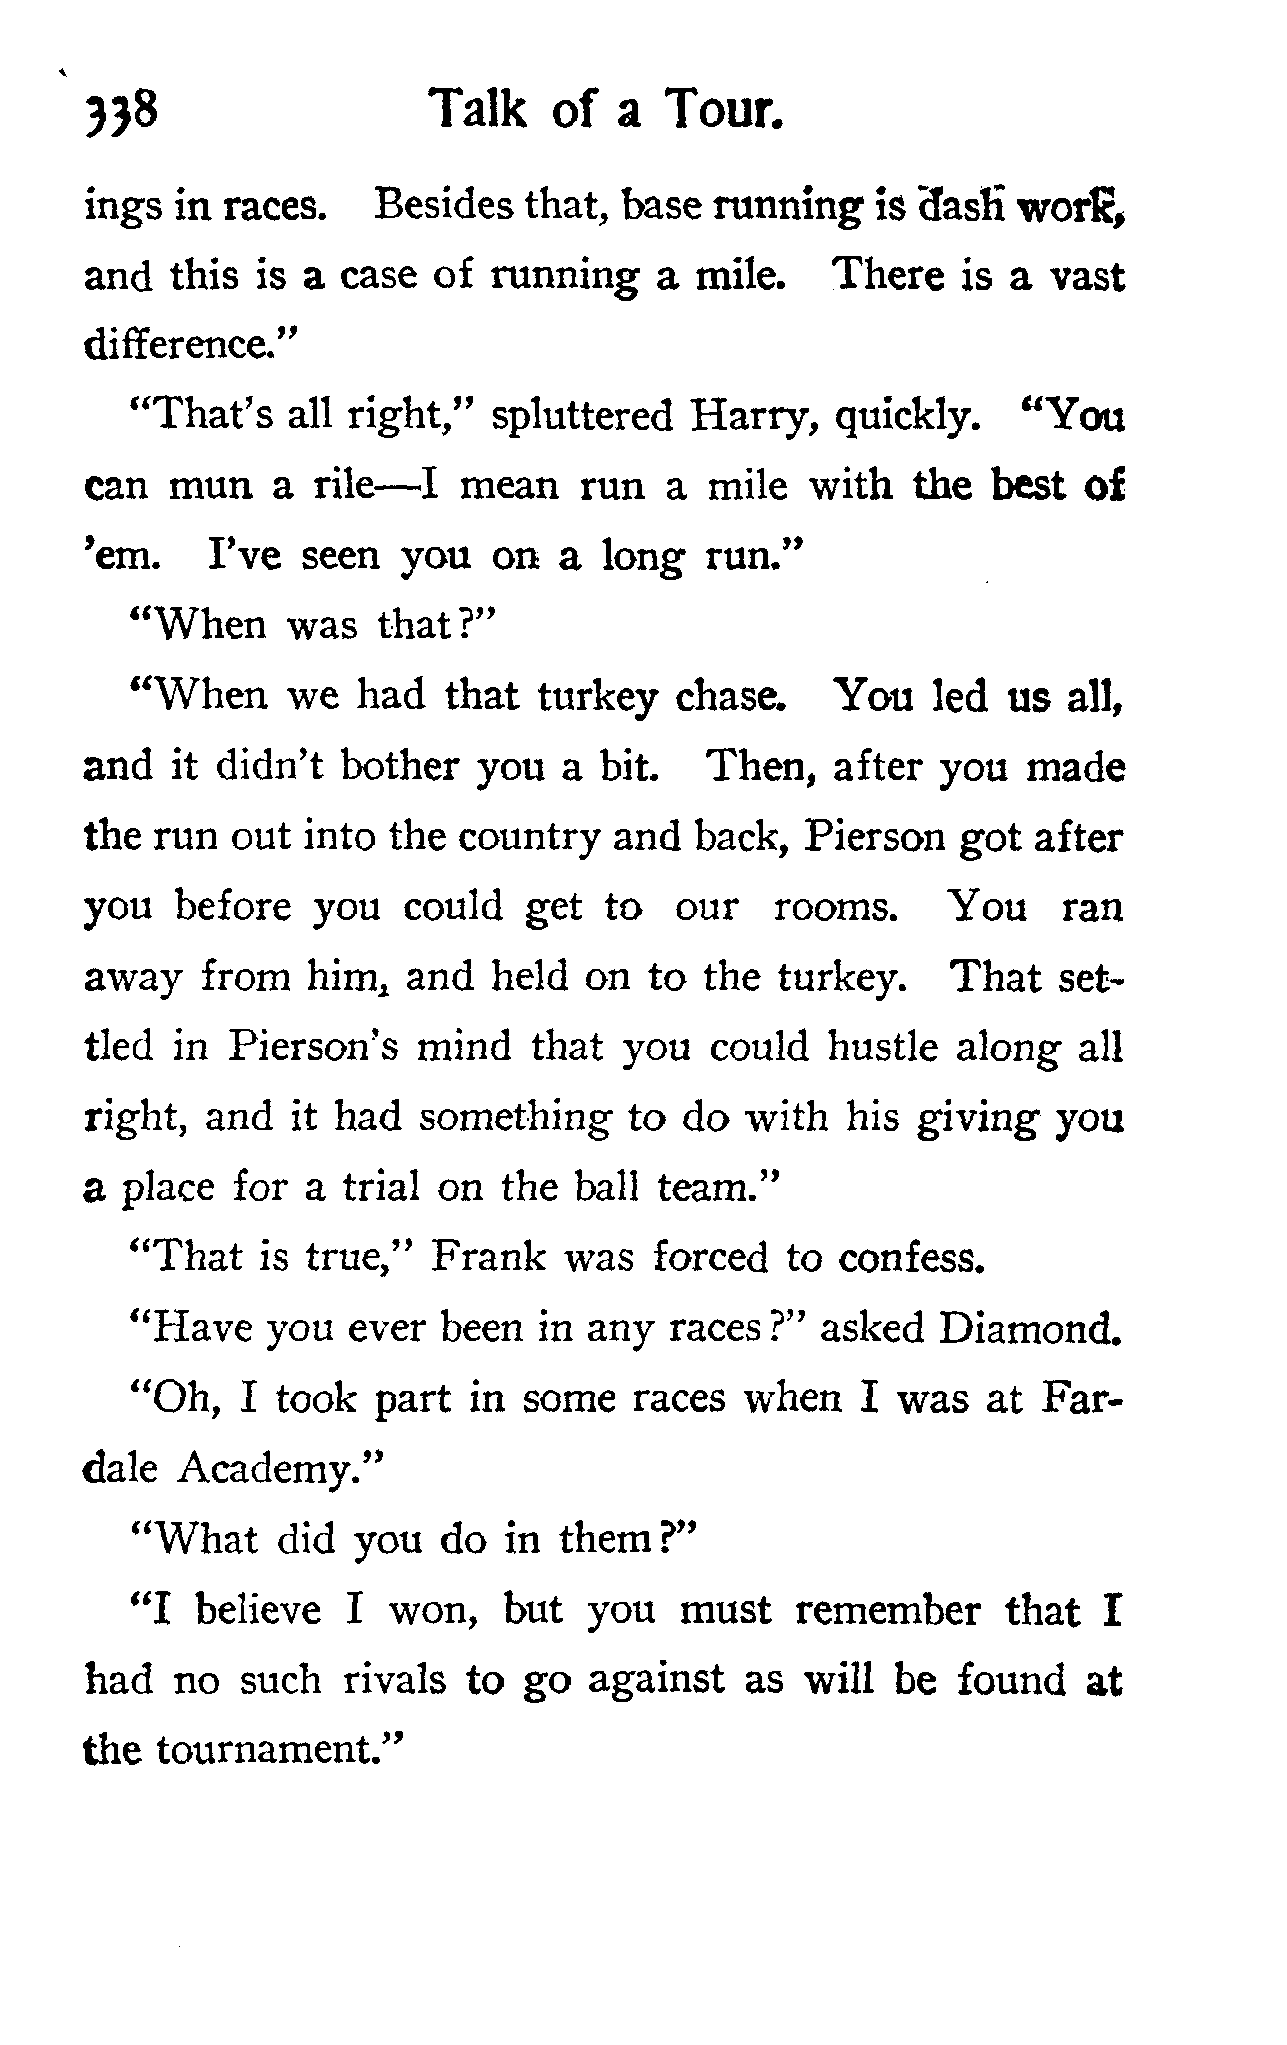 338 Talk of a Tour.
ings in races. Besides that, base running is dash work,
and this is a case of running a mile. There is a vast
difference."
"That's all right," spluttered Harry, quickly. "You
can mun a rile—I mean run a mile with the best of
'em. I've seen you on a long run."
"When was that?"
"When we had that turkey chase. You led us all,
and it didn't bother you a bit. Then, after you made
the run out into the country and back, Pierson got after
you before you could get to our rooms. You ran
away from him, and held on to the turkey. That set-
tled in Pierson's mind that you could hustle along all
right, and it had something to do with his giving you
a place for a trial on the ball team."
"That is true," Frank was forced to confess.
"Have you ever been in any races?" asked Diamond.
"Oh, I took part in some races when I was at Far-
dale Academy."
"What did you do in them?"
"I believe I won, but you must remember that I
had no such rivals to go against as will be found at
the tournament."